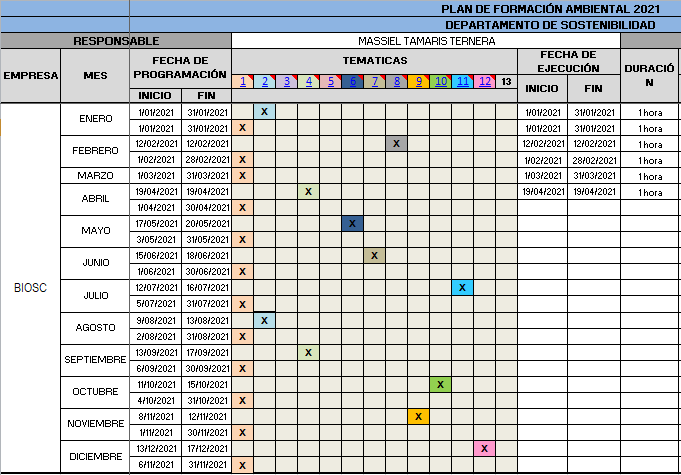 PLAN DE FORMACIÓN AMBIENTAL 2021
DEPARTAMENTO DE SOSTENIBILIDAD
RESPONSABLE MASSIEL TAMARIS TERNERA
EMPRESA MES FECHA DE PROGRAMACIÓN TEMATICAS FECHA DE EJECUCIÓN DURACIÓ
N
INICIO FIN 1 2 3 4 5 6 7 8 9 10 11 12 13 INICIO FIN
BIOSC
ENERO 1/01/2021 31/01/2021 X 1/01/2021 31/01/2021 1 hora
1/01/2021 31/01/2021 X 1/01/2021 31/01/2021 1 hora
FEBRERO 12/02/2021 12/02/2021 X 12/02/2021 12/02/2021 1 hora
1/02/2021 28/02/2021 X 1/02/2021 28/02/2021 1 hora
MARZO 1/03/2021 31/03/2021 X 1/03/2021 31/03/2021 1 hora
ABRIL 19/04/2021 19/04/2021 X 19/04/2021 19/04/2021 1 hora
1/04/2021 30/04/2021 X
MAYO 17/05/2021 20/05/2021 X
3/05/2021 31/05/2021 X
JUNIO 15/06/2021 18/06/2021 X
1/06/2021 30/06/2021 X
JULIO 12/07/2021 16/07/2021 X
5/07/2021 31/07/2021 X
AGOSTO 9/08/2021 13/08/2021 X
2/08/2021 31/08/2021 X
SEPTIEMBRE 13/09/2021 17/09/2021 X
6/09/2021 30/09/2021 X
OCTUBRE 11/10/2021 15/10/2021 X
4/10/2021 31/10/2021 X
NOVIEMBRE 8/11/2021 12/11/2021 X
1/11/2021 30/11/2021 X
DICIEMBRE 13/12/2021 17/12/2021 X
6/11/2021 31/11/2021 X